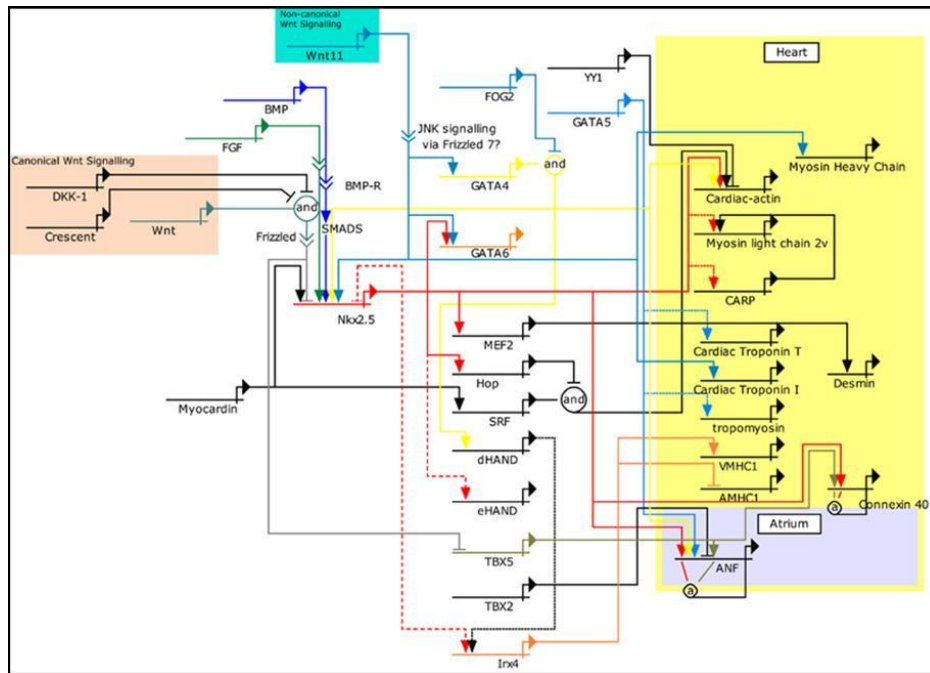 Non-canonical
Wnt Signalling
Wnt11
Heart
YY1
BMP
FOG2
GATA5
FGF
JNK signalling
via Frizzled 7?
Canonical Wnt Signalling
and
Myosin Heavy Chain
DKK-1
BMP-R
GATA4
Cardiac-actin
and
Crescent
Wnt
Frizzled
SMADS
GATA6
Myosin light chain 2v
Nkx2.5
CARP
MEF2
Cardiac Troponin T
Hop
Cardiac Troponin I
Desmin
Myocardin
SRF
and
tropomyosin
dHAND
VMHC1
eHAND
AMHC1
Connexin 40
a
Atrium
TBX5
ANF
a
TBX2
Irx4